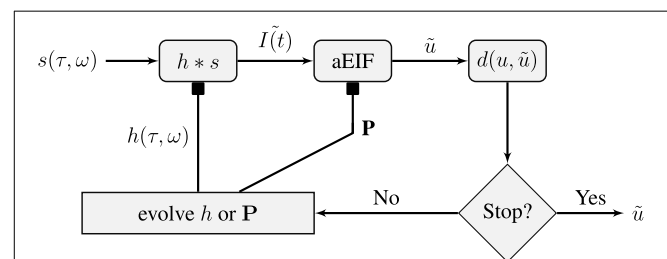 s(τ, ω)
h ∗ s
Ĩ(t)
aEIF
ũ
d(u, ũ)
h(τ, ω)
P
evolve h or P
No
Stop?
Yes
ũ